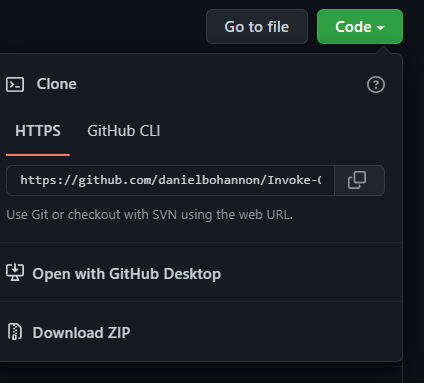 Go to file
Code
Clone
HTTPS
GitHub CLI
https://github.com/danielbohannon/Invoke-
Use Git or checkout with SVN using the web URL.
Open with GitHub Desktop
Download ZIP